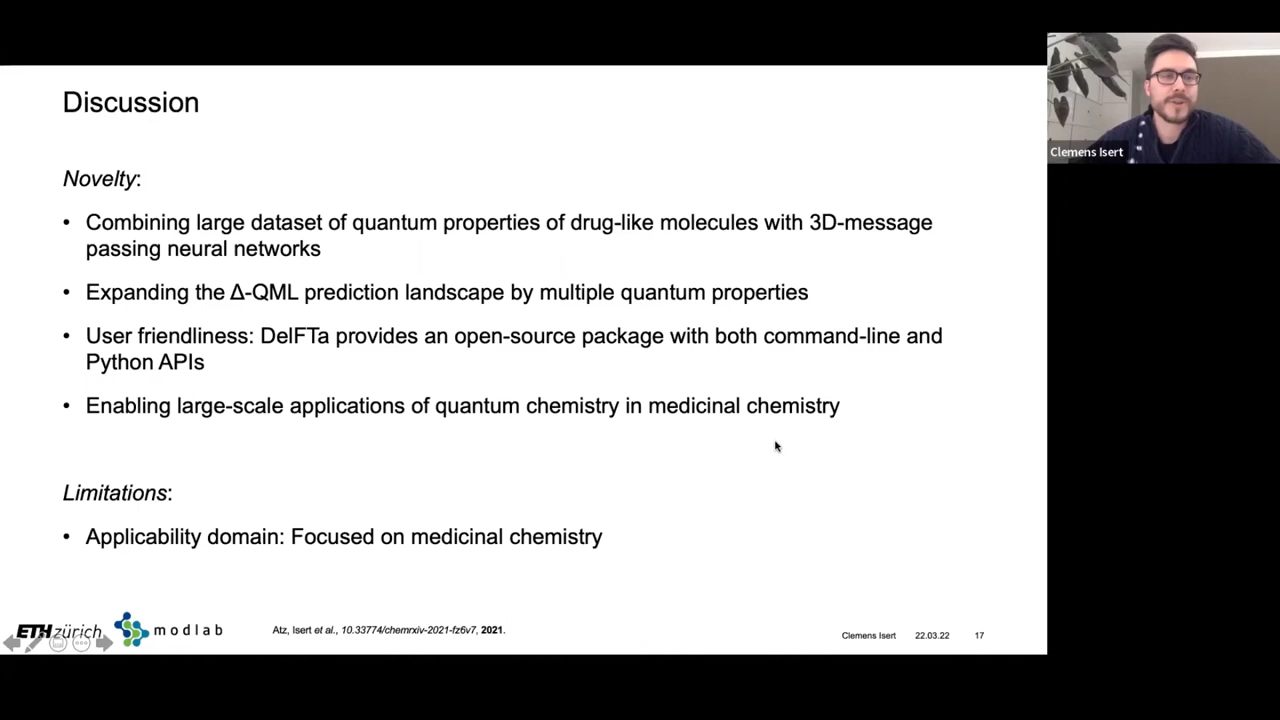 Discussion
Novelty:
• Combining large dataset of quantum properties of drug-like molecules with 3D-message
passing neural networks
• Expanding the Δ-QML prediction landscape by multiple quantum properties
• User friendliness: DelFTa provides an open-source package with both command-line and
Python APIs
• Enabling large-scale applications of quantum chemistry in medicinal chemistry
Limitations:
• Applicability domain: Focused on medicinal chemistry
ETH zürich
modlab
Atz, Isert et al., 10.33774/chemrxiv-2021-fz6v7, 2021.
Clemens Isert 22.03.22 17
Clemens Isert